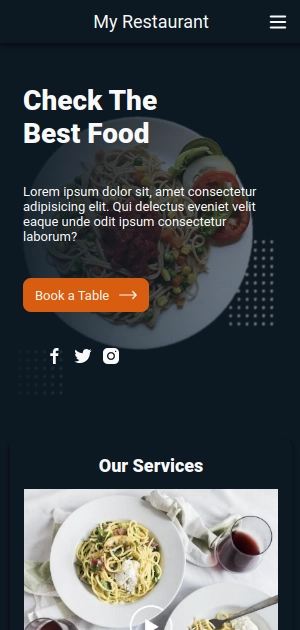 My Restaurant
Check The
Best Food
Lorem ipsum dolor sit, amet consectetur
adipisicing elit. Qui delectus eveniet velit
eaque unde odit ipsum consectetur
laborum?
Book a Table
Our Services